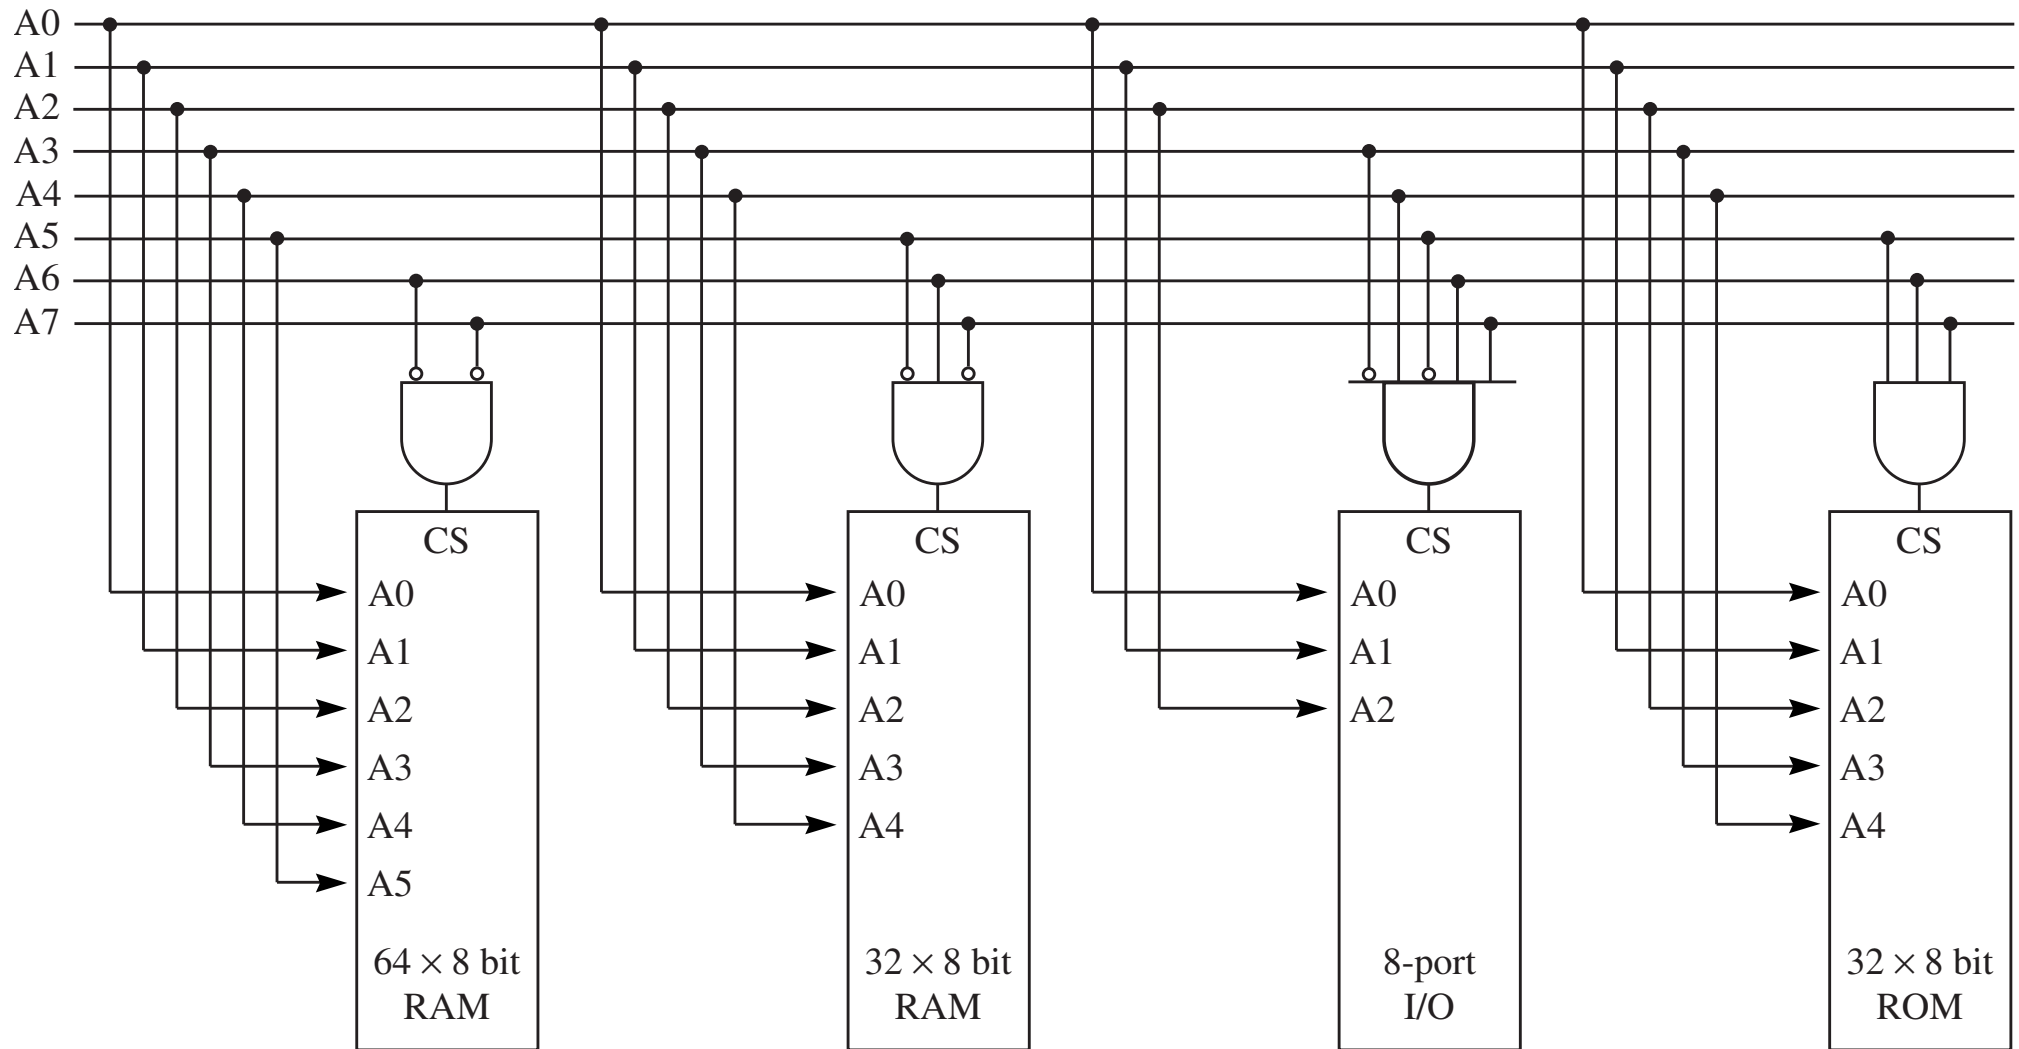 A0
A1
A2
A3
A4
A5
A6
A7
CS
A0
A1
A2
A3
A4
A5
64 × 8 bit
RAM
CS
A0
A1
A2
A3
A4
32 × 8 bit
RAM
CS
A0
A1
A2
8-port
I/O
CS
A0
A1
A2
A3
A4
32 × 8 bit
ROM